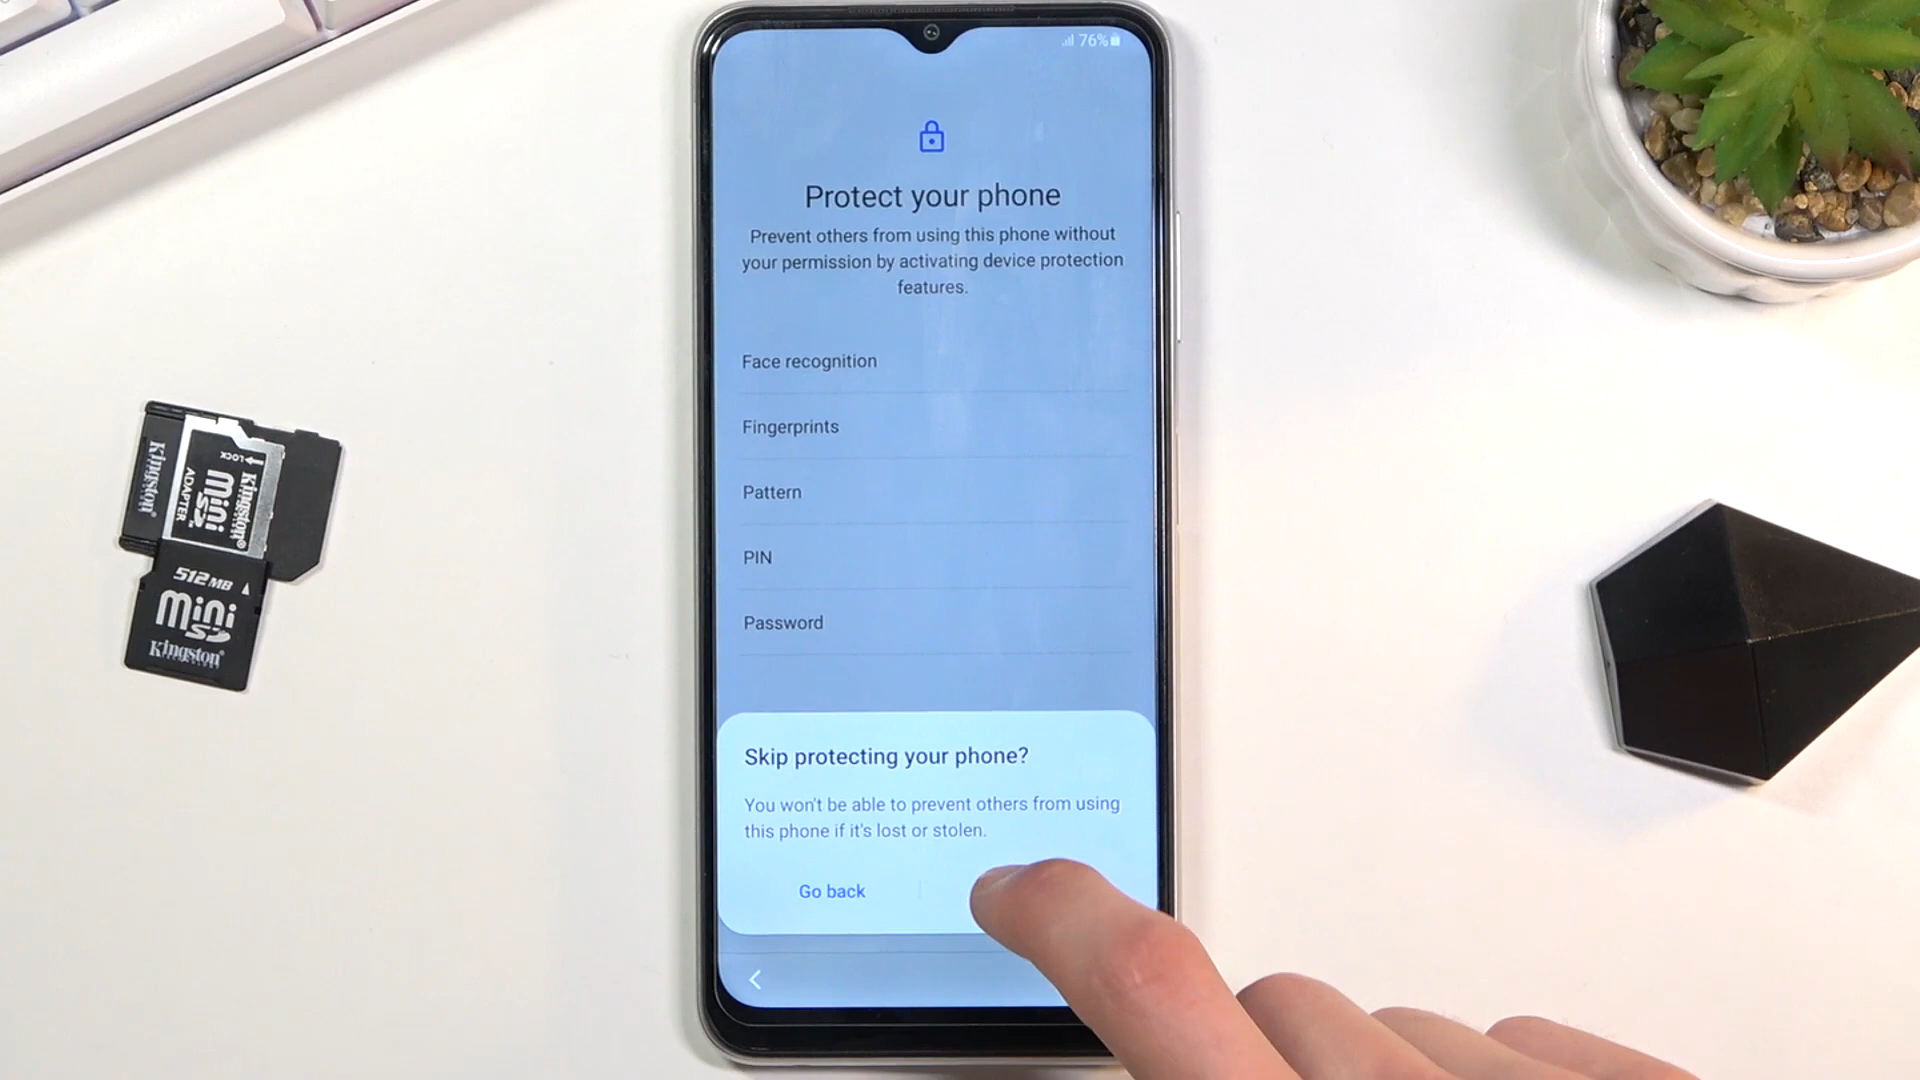 76%
Protect your phone
Prevent others from using this phone without
your permission by activating device protection
features.
Face recognition
Fingerprints
Pattern
PIN
Password
Skip protecting your phone?
You won't be able to prevent others from using
this phone if it's lost or stolen.
Go back
Kingston
LOCK
Kingston
mini
SD
ADAPTER
512MB
mini
SD
Kingston